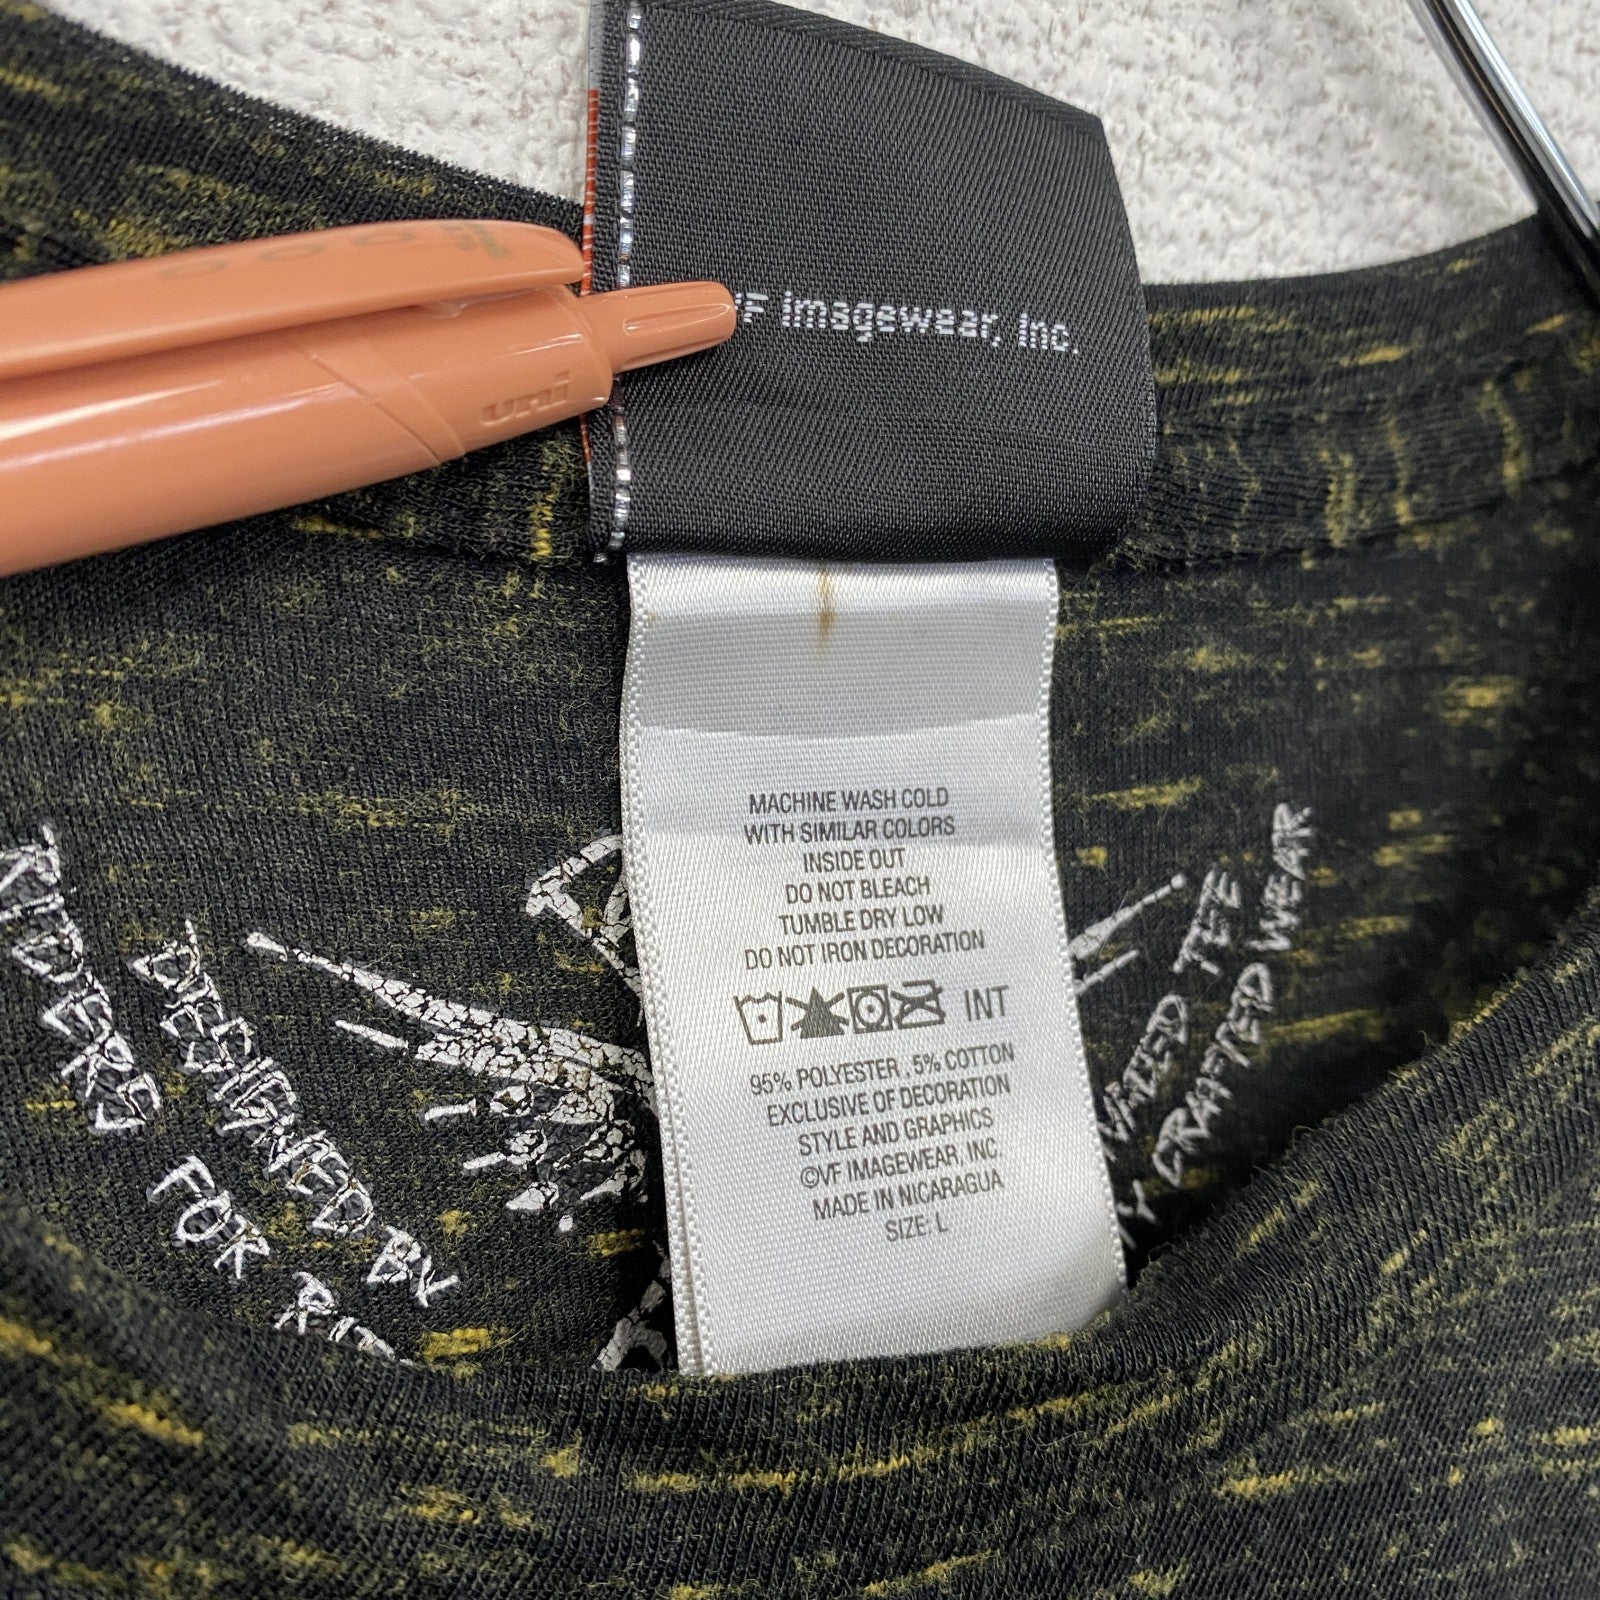 VF Imagewear, Inc.
uni
MACHINE WASH COLD
WITH SIMILAR COLORS
INSIDE OUT
DO NOT BLEACH
TUMBLE DRY LOW
DO NOT IRON DECORATION
INT
95% POLYESTER , 5% COTTON
EXCLUSIVE OF DECORATION
STYLE AND GRAPHICS
©VF IMAGEWEAR, INC.
MADE IN NICARAGUA
SIZE: L
RIDERS
DESIGNED BY
FOR
TEE
CRAFTED WEAR